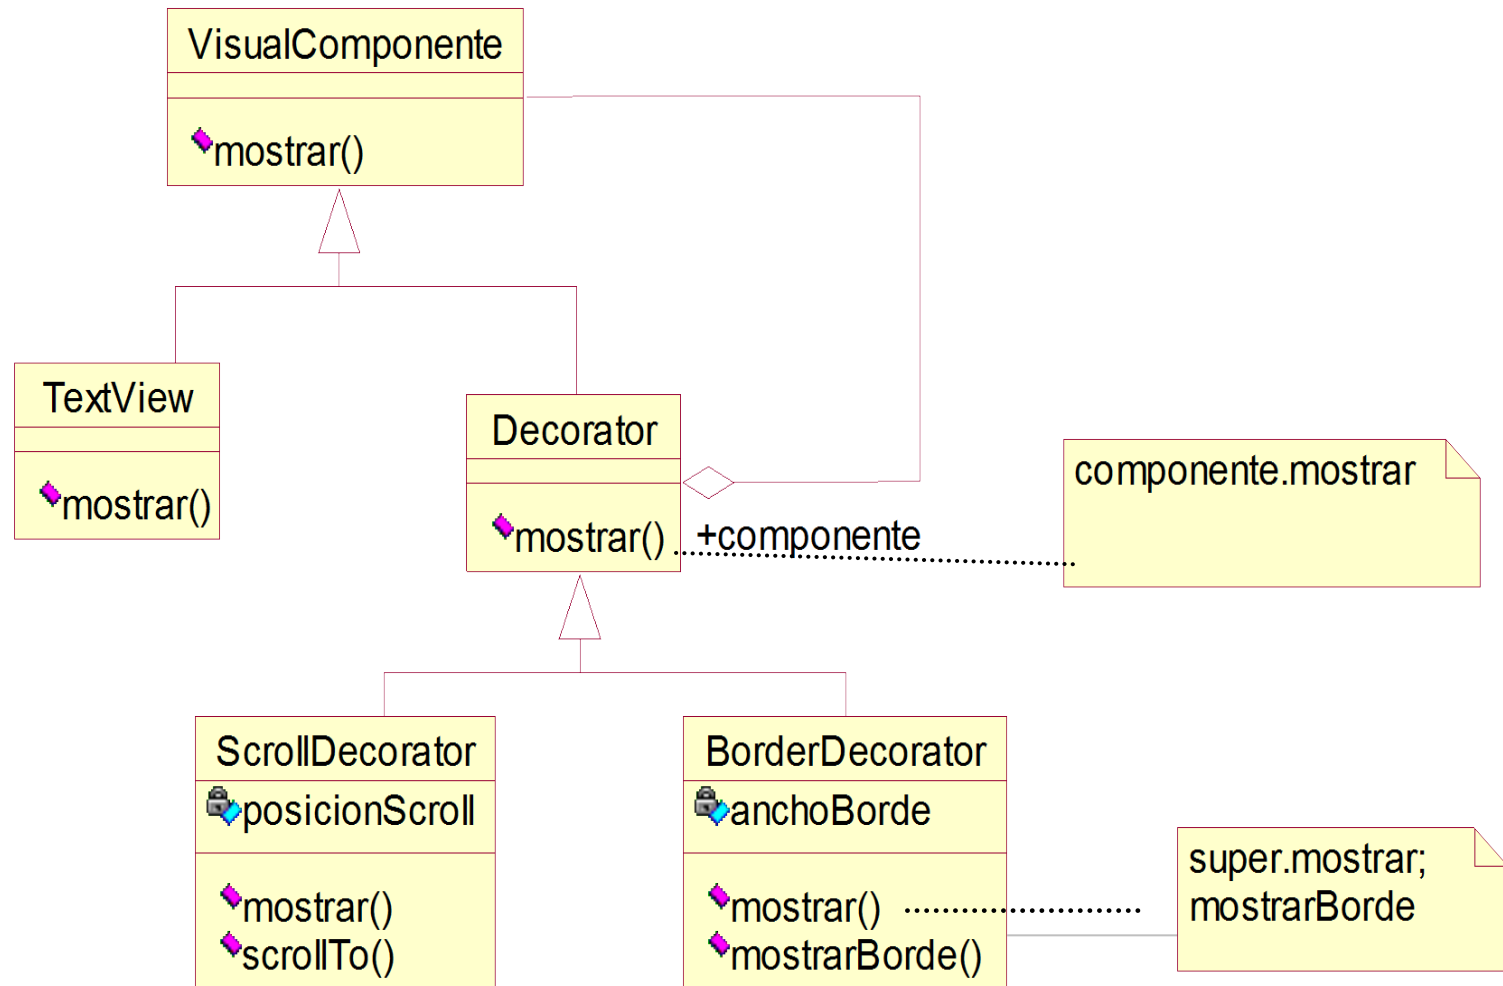 VisualComponente
mostrar()
TextView
mostrar()
Decorator
mostrar()
+componente
componente.mostrar
ScrollDecorator
posicionScroll
mostrar()
scrollTo()
BorderDecorator
anchoBorde
mostrar()
mostrarBorde()
super.mostrar;
mostrarBorde